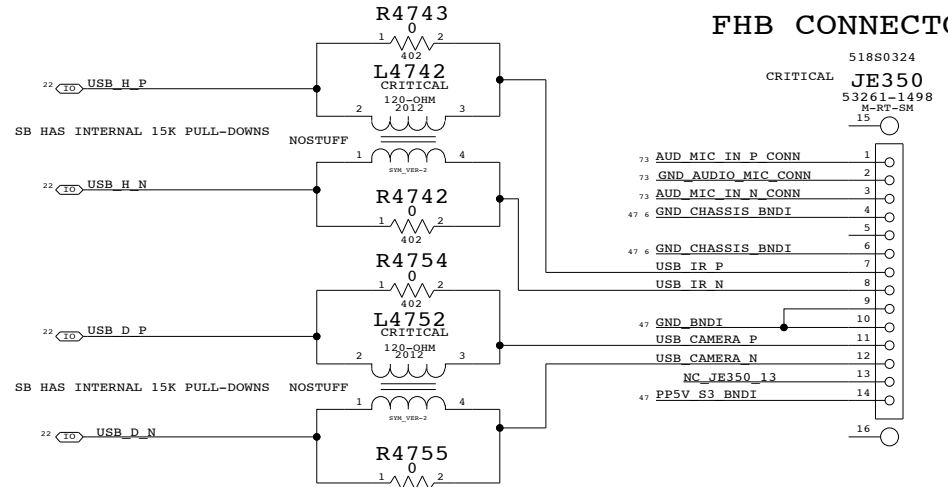 FHB CONNECTO
R4743
0
1 2
402
518S0324
CRITICAL JE350
53261-1498
M-RT-SM
15
22 IO USB_H_P
L4742
CRITICAL
120-OHM
2012
2 3
SB HAS INTERNAL 15K PULL-DOWNS
NOSTUFF
1 4
SYM_VER-2
22 IO USB_H_N
R4742
0
1 2
402
73 AUD_MIC_IN_P_CONN 1
73 GND_AUDIO_MIC_CONN 2
73 AUD_MIC_IN_N_CONN 3
47 6 GND_CHASSIS_BNDI 4
5
47 6 GND_CHASSIS_BNDI 6
USB_IR_P 7
USB_IR_N 8
9
47 GND_BNDI 10
USB_CAMERA_P 11
USB_CAMERA_N 12
NC_JE350_13 13
47 PP5V_S3_BNDI 14
16
R4754
0
1 2
402
22 IO USB_D_P
L4752
CRITICAL
120-OHM
2012
2 3
SB HAS INTERNAL 15K PULL-DOWNS
NOSTUFF
1 4
SYM_VER-2
22 IO USB_D_N
R4755
0
1 2